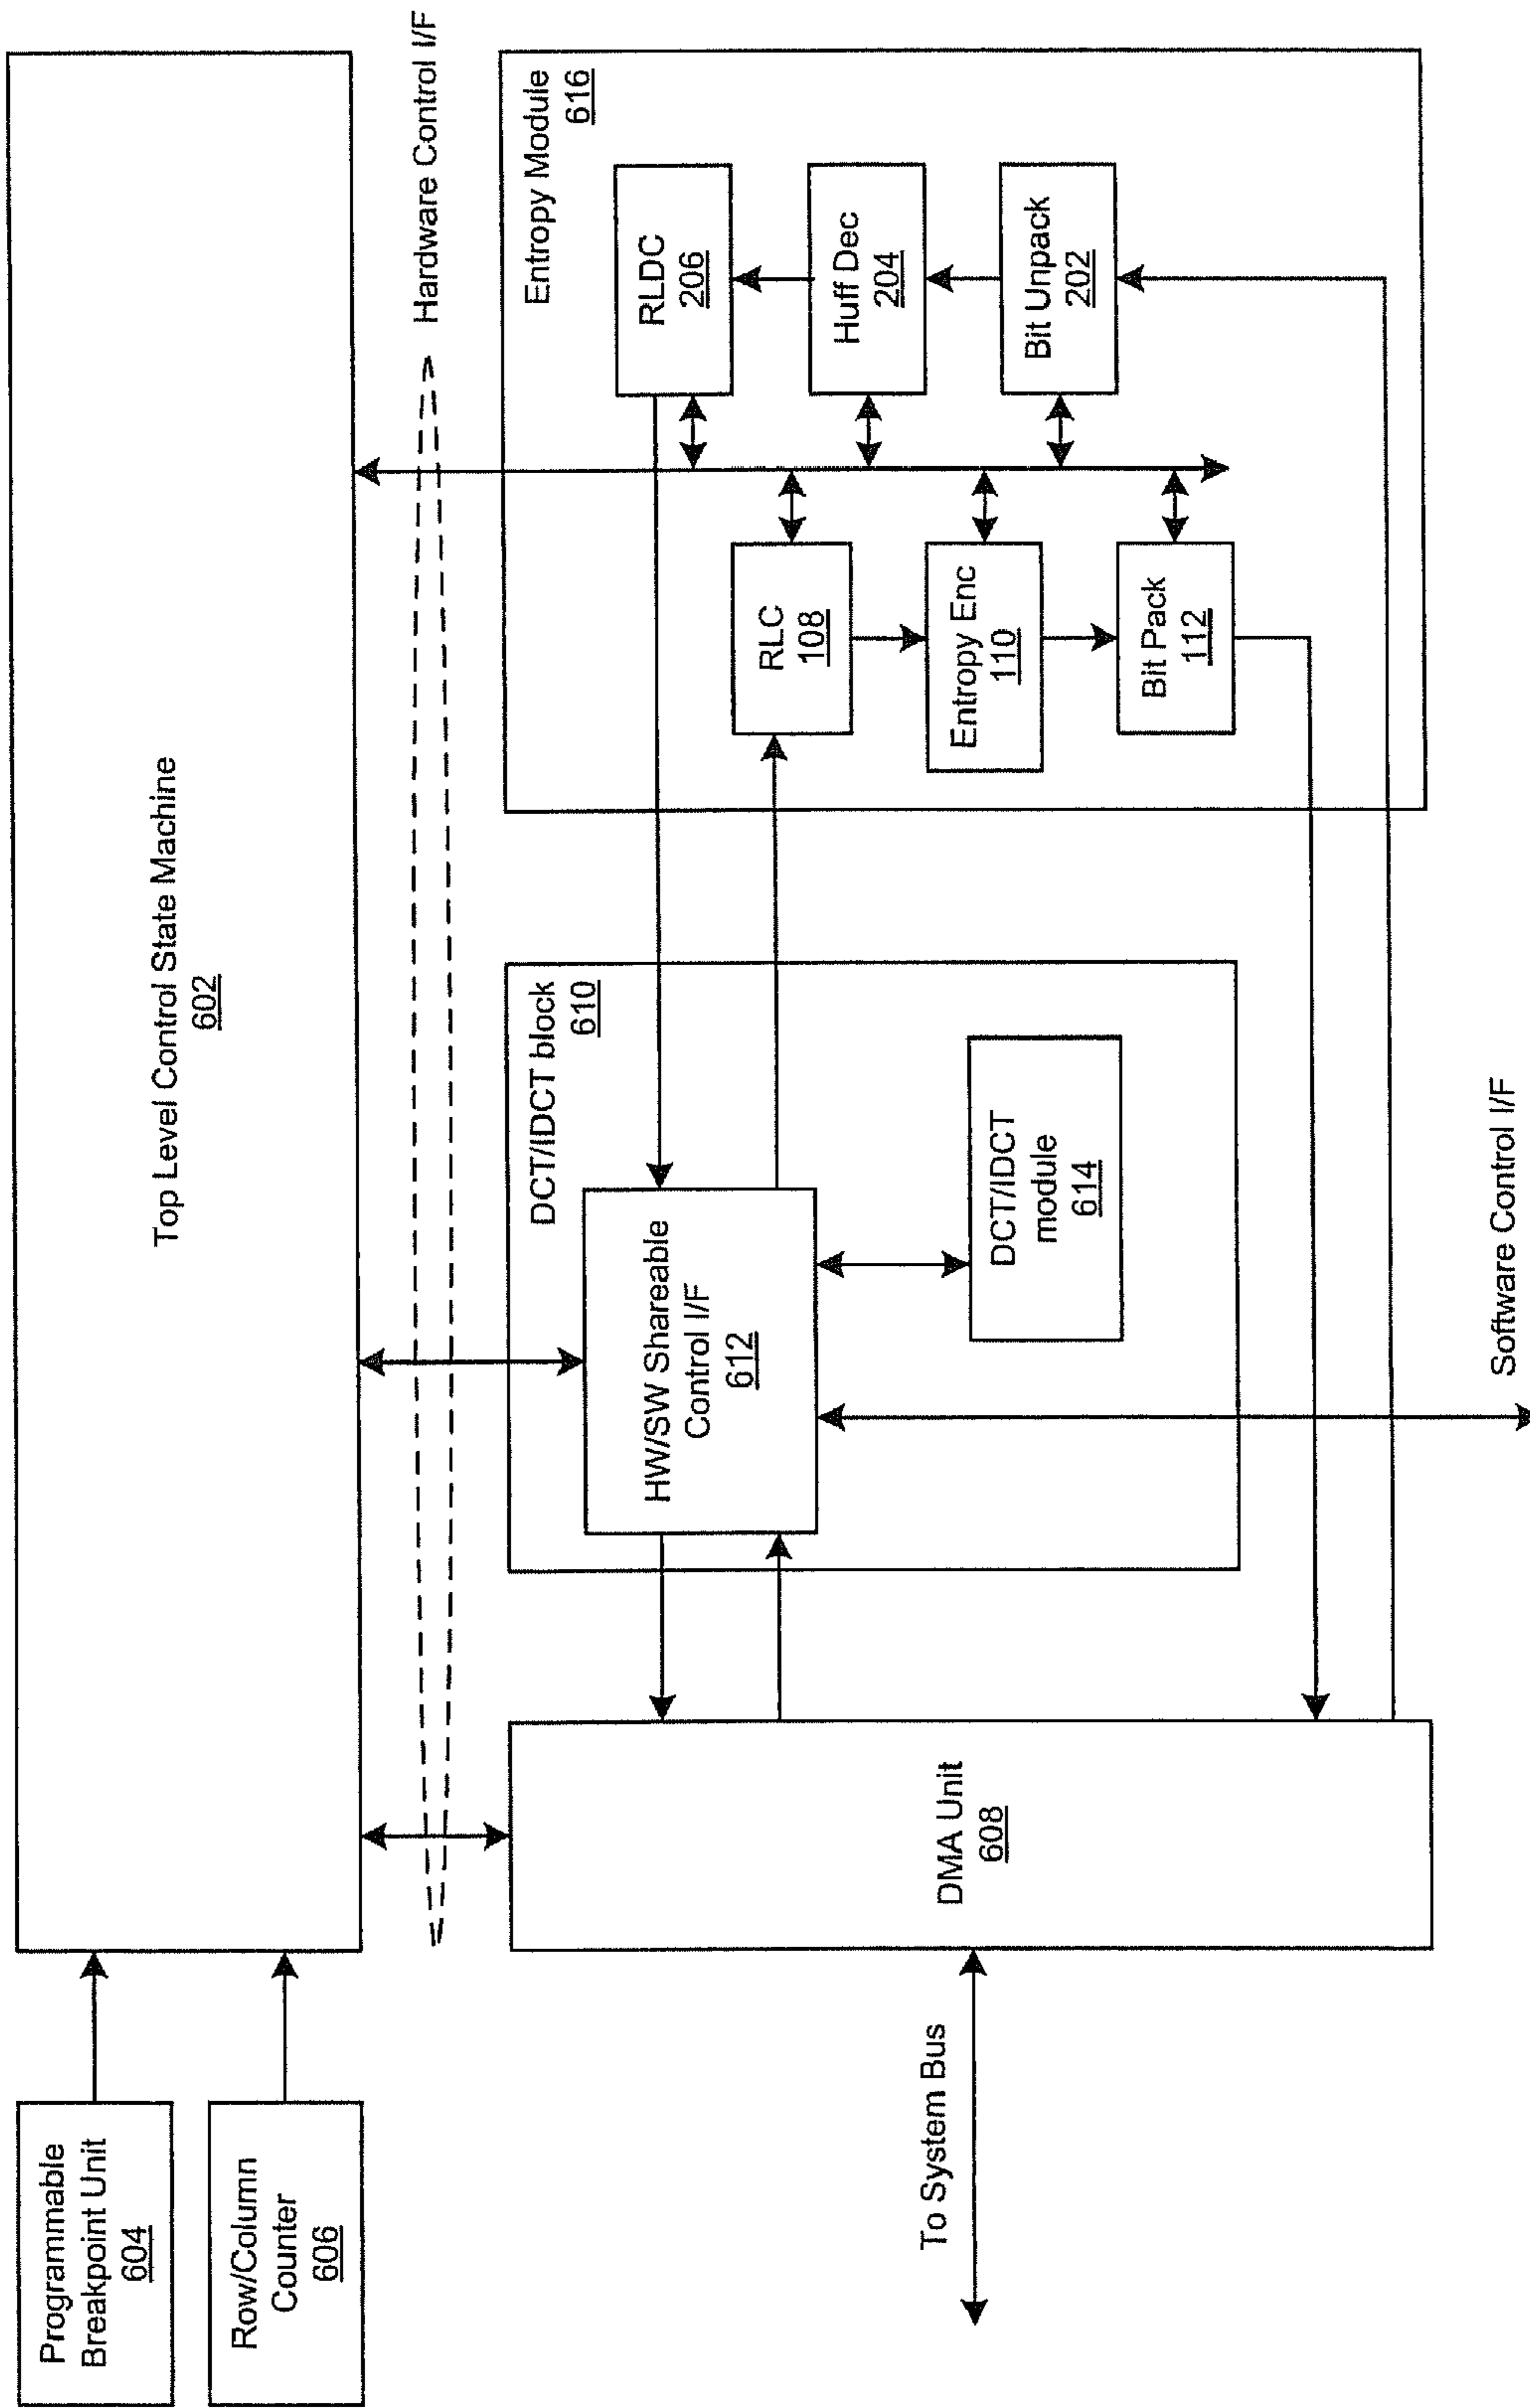 Programmable
Breakpoint Unit
604
Row/Column
Counter
606
Top Level Control State Machine
602
Hardware Control I/F
To System Bus
DMA Unit
608
DCT/IDCT block
610
HW/SW Shareable
Control I/F
612
DCT/IDCT
module
614
Software Control I/F
Entropy Module
616
RLC
108
Entropy Enc
110
Bit Pack
112
RLDC
206
Huff Dec
204
Bit Unpack
202